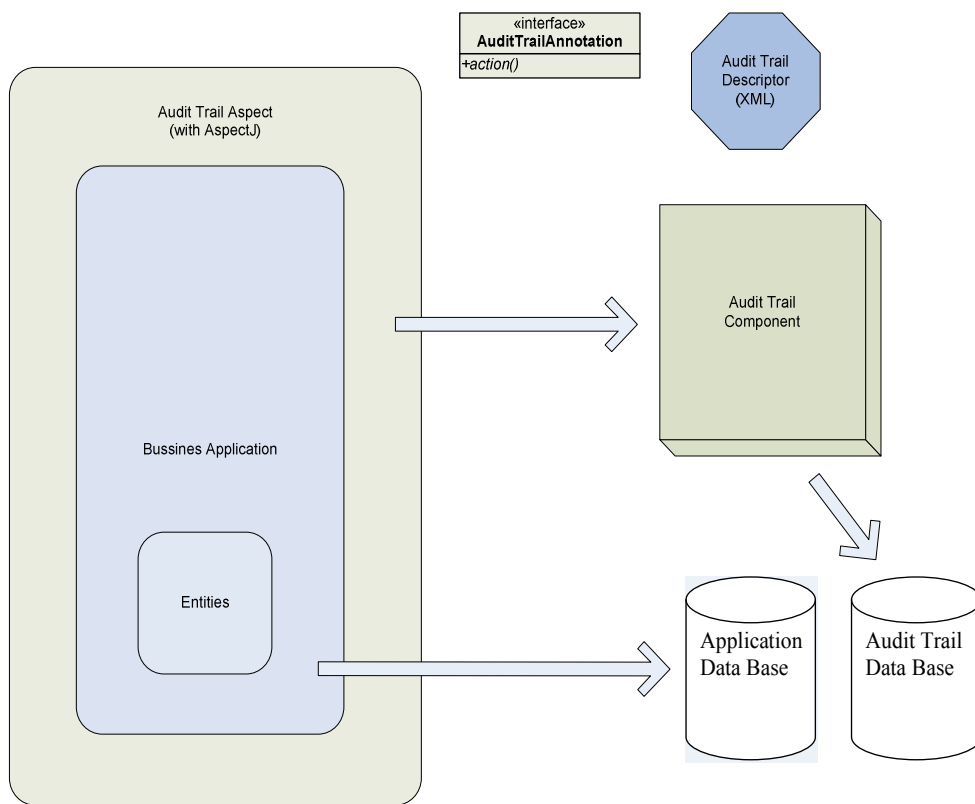 «interface»
AuditTrailAnnotation
+action()
Audit Trail
Descriptor
(XML)
Audit Trail Aspect
(with AspectJ)
Audit Trail
Component
Bussines Application
Entities
Application
Data Base
Audit Trail
Data Base